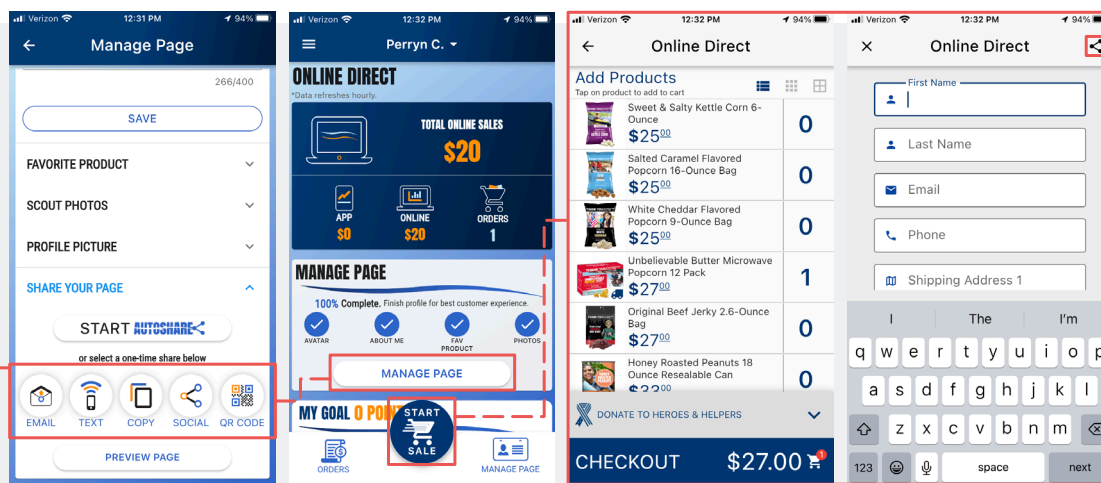 Verizon 12:31 PM 94%
Manage Page
266/400
SAVE
FAVORITE PRODUCT
SCOUT PHOTOS
PROFILE PICTURE
SHARE YOUR PAGE
START AUTOSHARE
or select a one-time share below
EMAIL TEXT COPY SOCIAL QR CODE
PREVIEW PAGE
Verizon 12:32 PM 94%
Perryn C.
ONLINE DIRECT
*Data refreshes hourly.
TOTAL ONLINE SALES
$20
APP ONLINE ORDERS
$0 $20 1
MANAGE PAGE
100% Complete. Finish profile for best customer experience.
AVATAR ABOUT ME FAV PRODUCT PHOTOS
MANAGE PAGE
MY GOAL 0 POINT
START
SALE
ORDERS MANAGE PAGE
Verizon 12:32 PM 94%
Online Direct
Add Products
Tap on product to add to cart
Sweet & Salty Kettle Corn 6-
Ounce
$25.00 0
Salted Caramel Flavored
Popcorn 16-Ounce Bag
$25.00 0
White Cheddar Flavored
Popcorn 9-Ounce Bag
$25.00 0
Unbelievable Butter Microwave
Popcorn 12 Pack
$27.00 1
Original Beef Jerky 2.6-Ounce
Bag
$27.00 0
Honey Roasted Peanuts 18
Ounce Resealable Can
0
DONATE TO HEROES & HELPERS
CHECKOUT $27.00 1
Verizon 12:32 PM 94%
Online Direct
First Name
Last Name
Email
Phone
Shipping Address 1
I The I'm
q w e r t y u i o p
a s d f g h j k l
z x c v b n m
123 space next